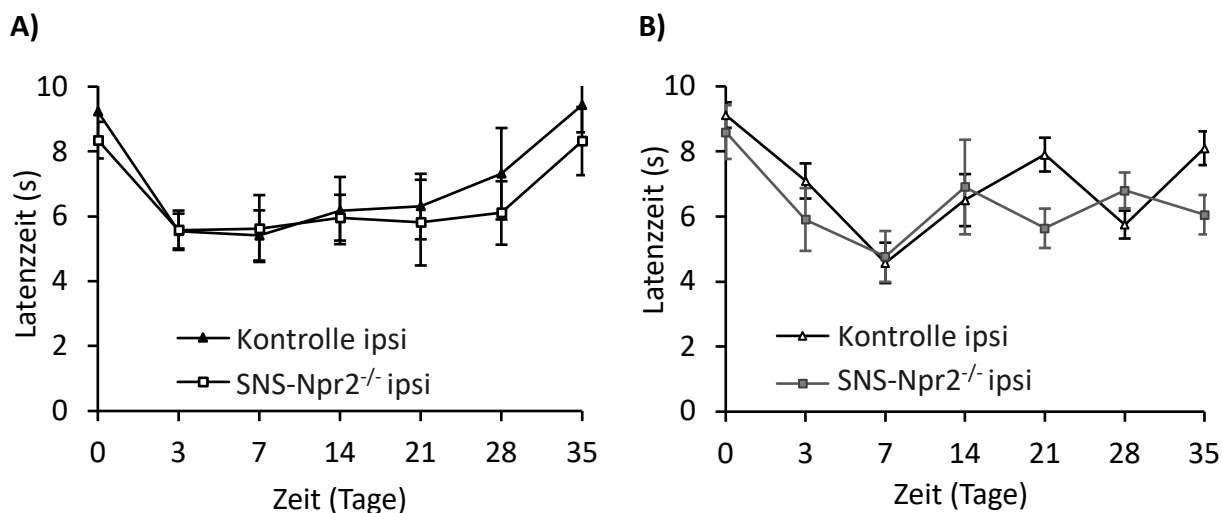 A)
10
8
6
4
2
0
Latenzzeit (s)
Kontrolle ipsi
SNS-Npr2-/- ipsi
0 3 7 14 21 28 35
Zeit (Tage)
B)
10
8
6
4
2
0
Latenzzeit (s)
Kontrolle ipsi
SNS-Npr2-/- ipsi
0 3 7 14 21 28 35
Zeit (Tage)